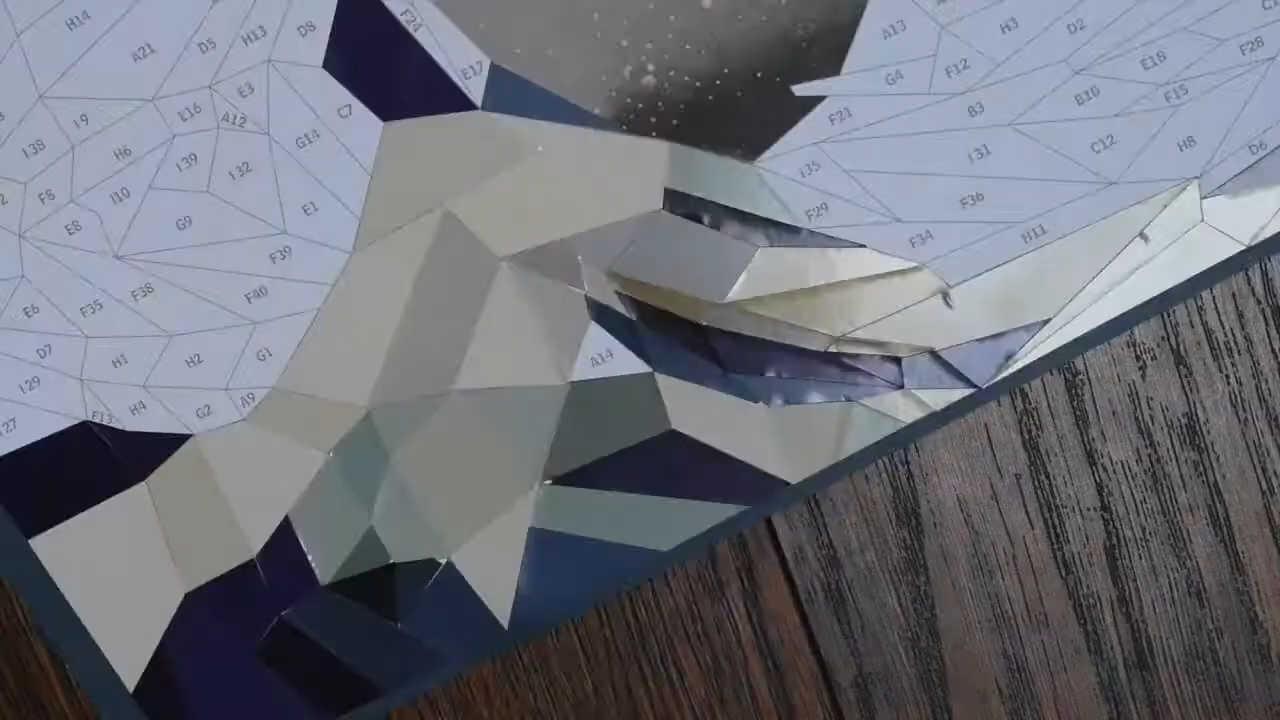 H14
A21
D5
H13
D8
F24
E17
I38
I9
E16
E3
A12
C7
G14
H6
I39
I32
F8
I10
E8
G9
E1
F39
E6
F35
F38
F40
D7
H1
H2
G1
I29
F13
H4
G2
A9
I27
A14
A13
H3
D2
G4
F12
E18
F28
F21
B3
B10
F15
I35
I31
C12
H8
D6
F29
F36
F34
H11